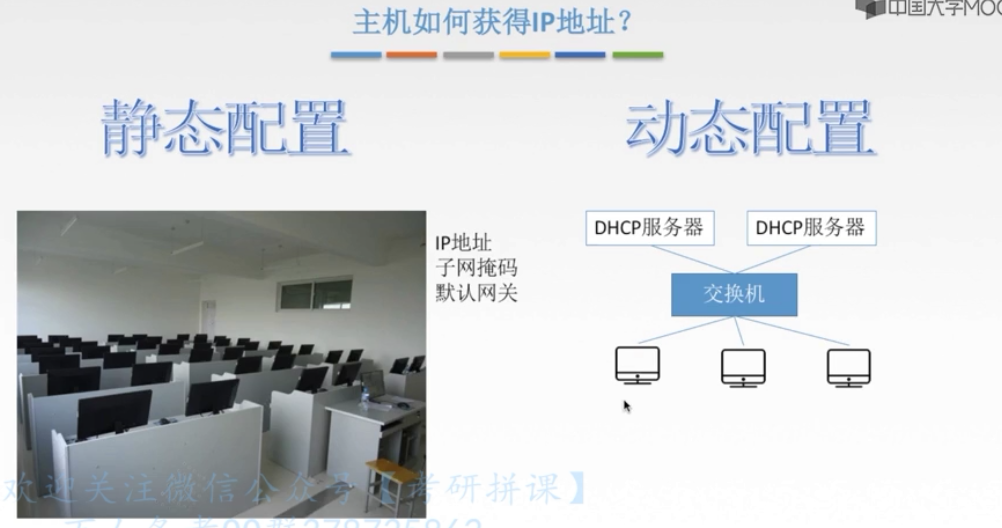 主机如何获得IP地址?
中国大学MOO
静态配置
动态配置
IP地址
子网掩码
默认网关
DHCP服务器
DHCP服务器
交换机
欢迎关注微信公众号【考研拼课】